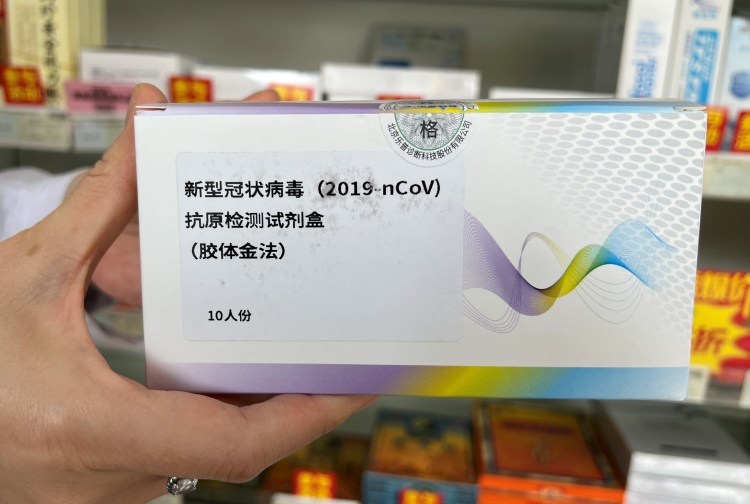 格
北京乐普诊断科技股份有限公司
新型冠状病毒（2019-nCoV）
抗原检测试剂盒
（胶体金法）
10人份
折